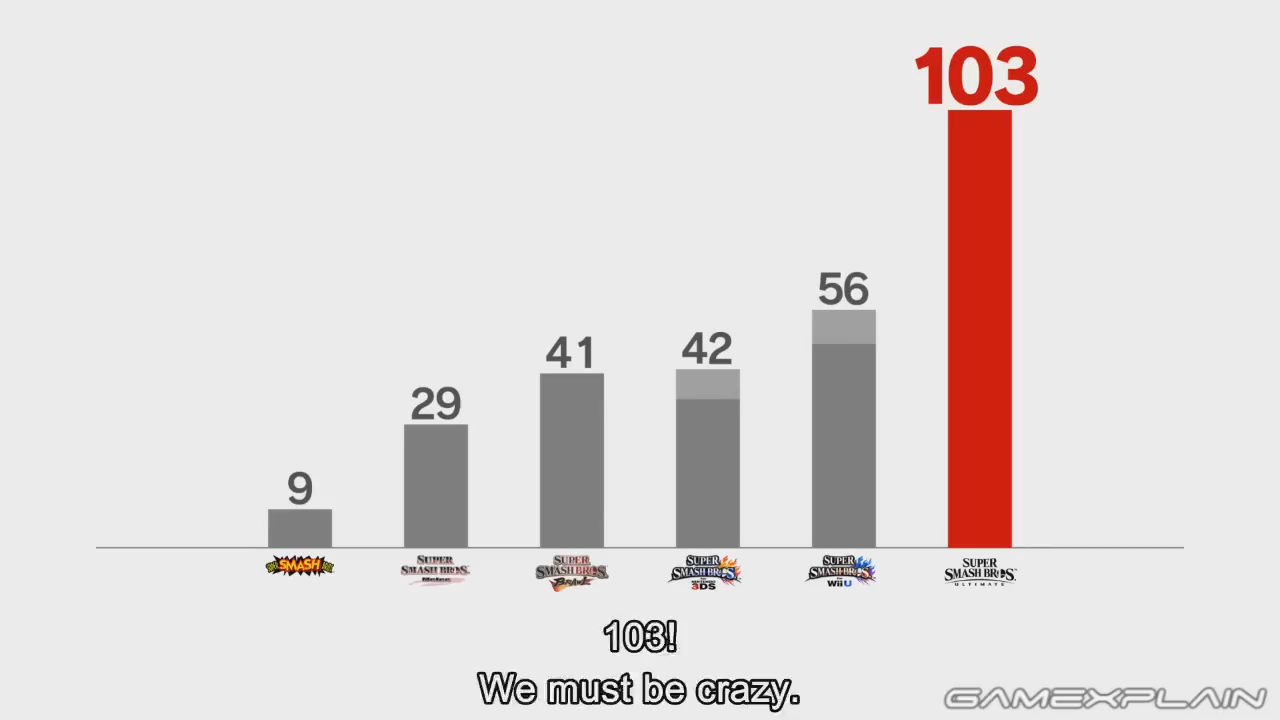 103
56
42
41
29
9
SMASH
SUPER
SMASH BROS.
Melee
SUPER
SMASH BROS.
BRAWL
SUPER
SMASH BROS.
3DS
SUPER
SMASH BROS.
Wii U
SUPER
SMASH BROS.
ULTIMATE
103!
We must be crazy.
GAMEXPLAIN